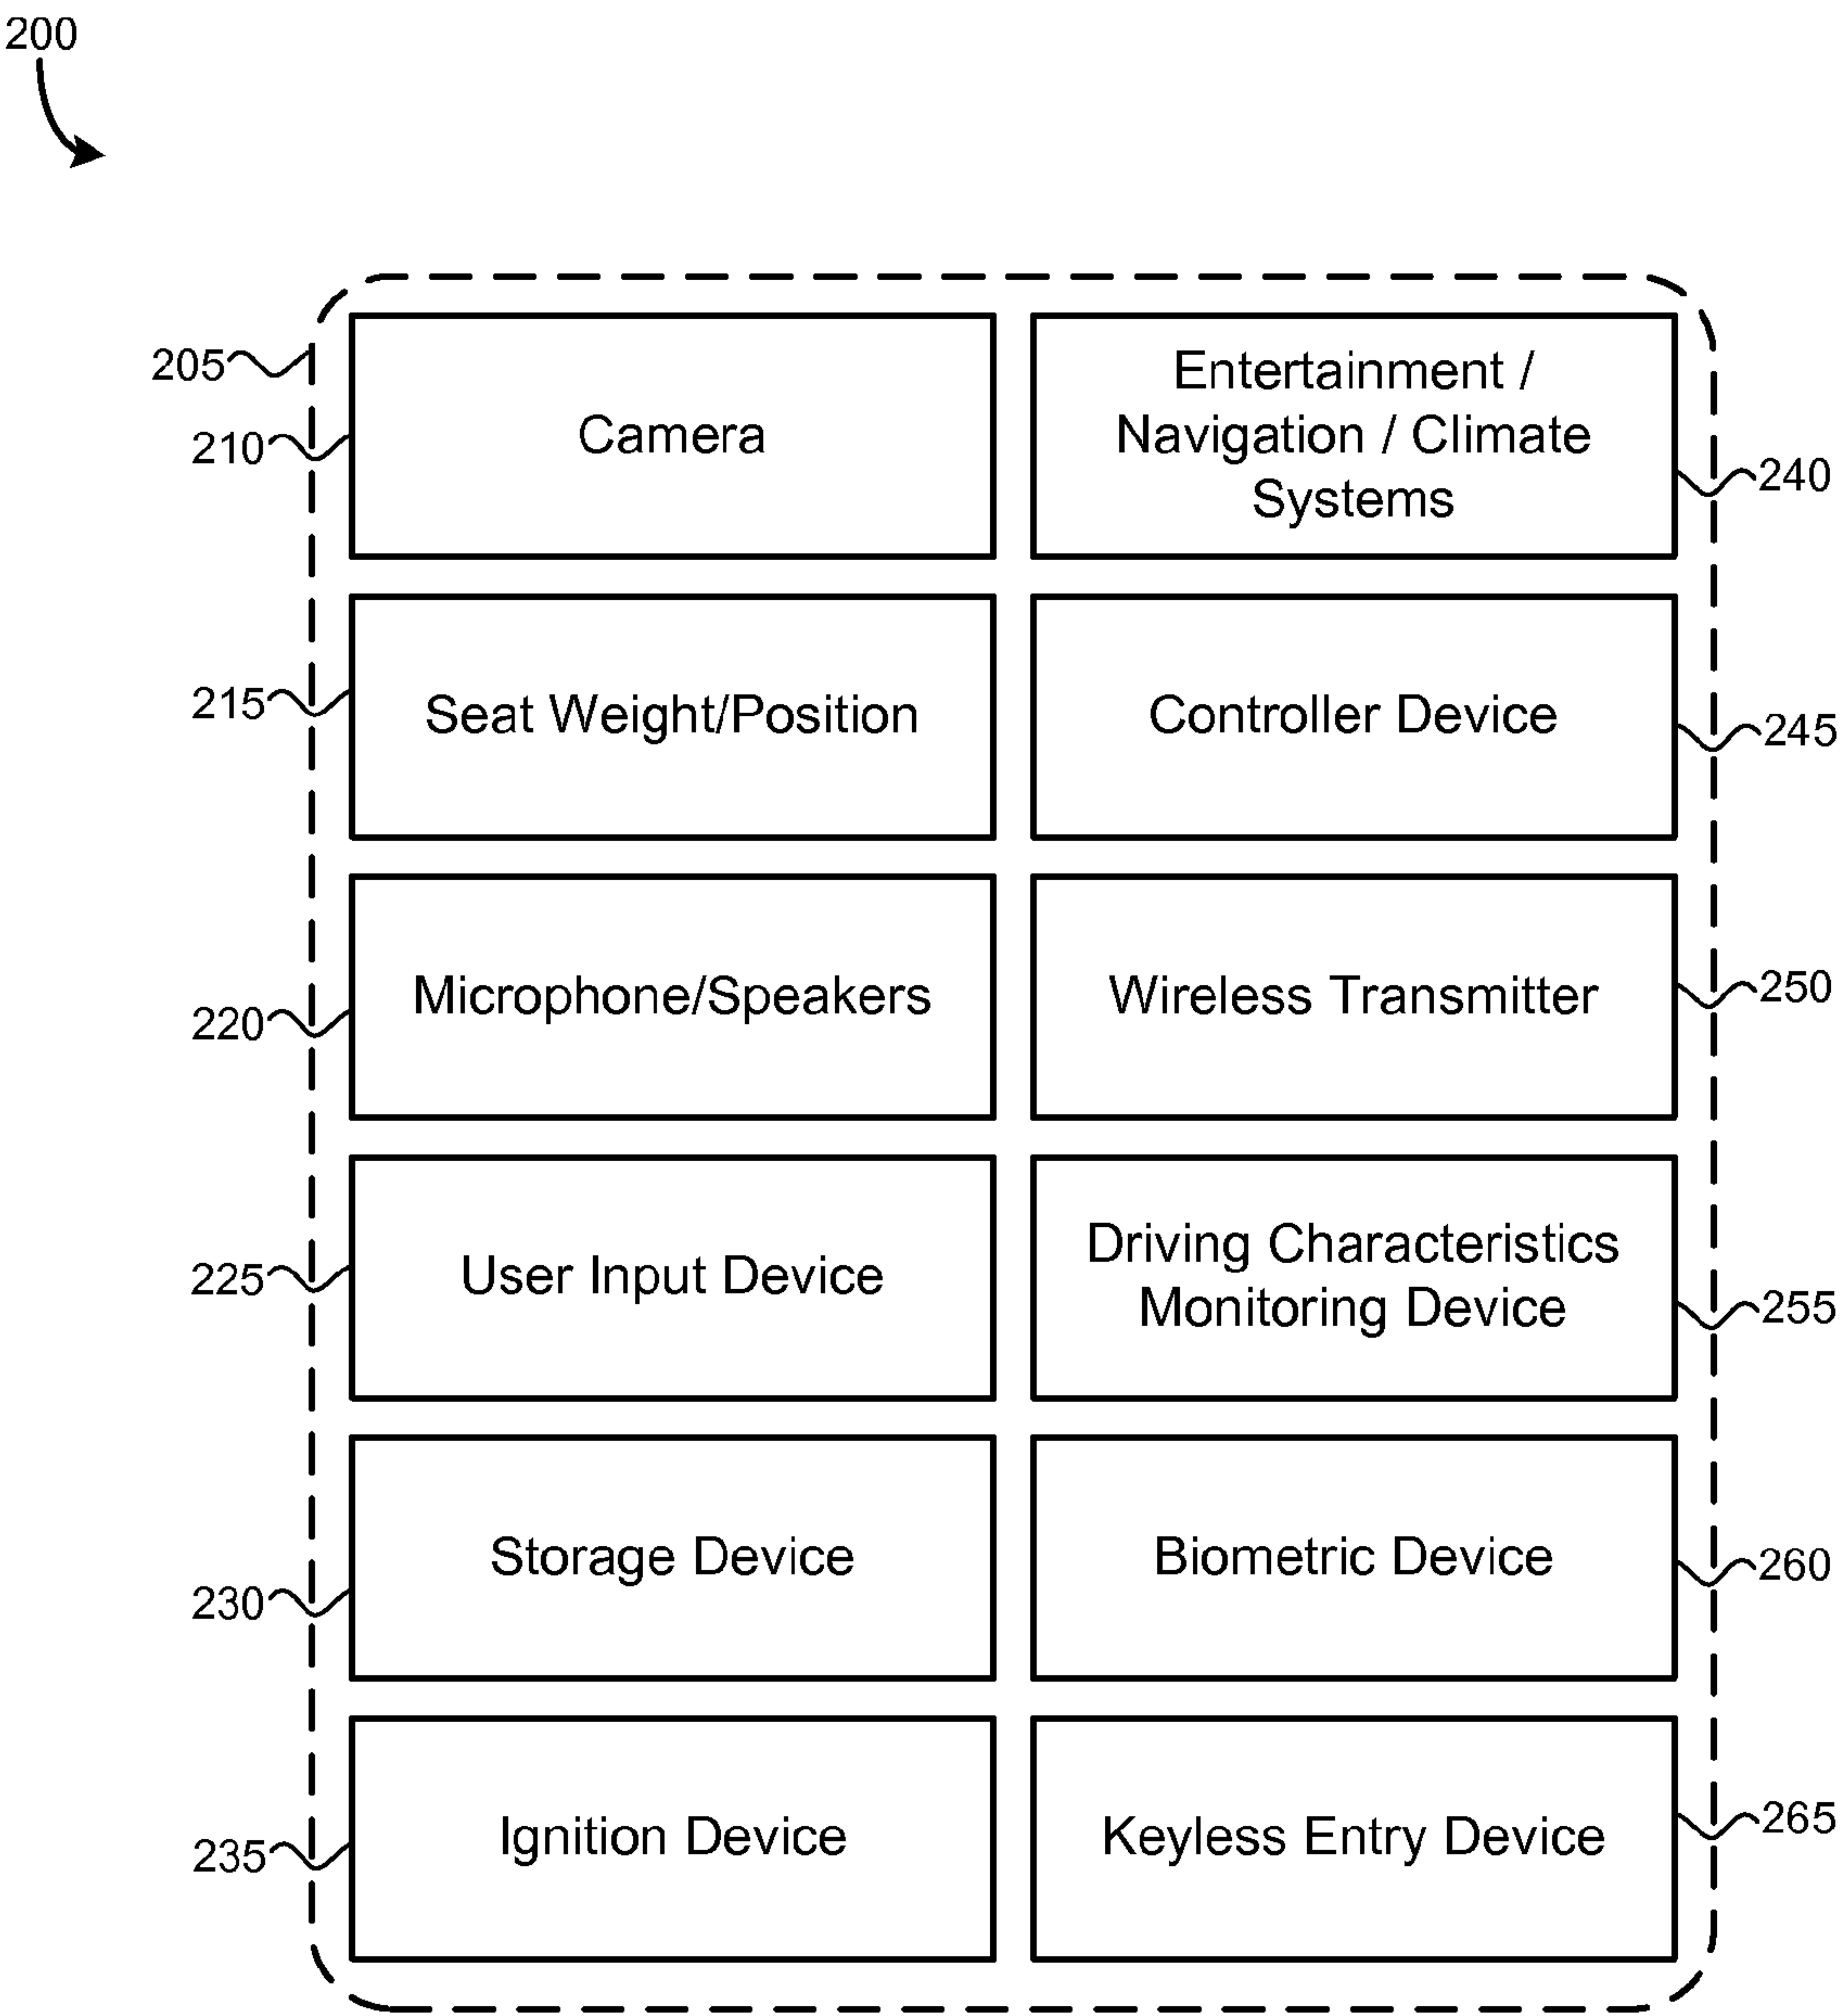 200
205
210
Camera
Entertainment /
Navigation / Climate
Systems
240
215
Seat Weight/Position
Controller Device
245
220
Microphone/Speakers
Wireless Transmitter
250
225
User Input Device
Driving Characteristics
Monitoring Device
255
230
Storage Device
Biometric Device
260
235
Ignition Device
Keyless Entry Device
265